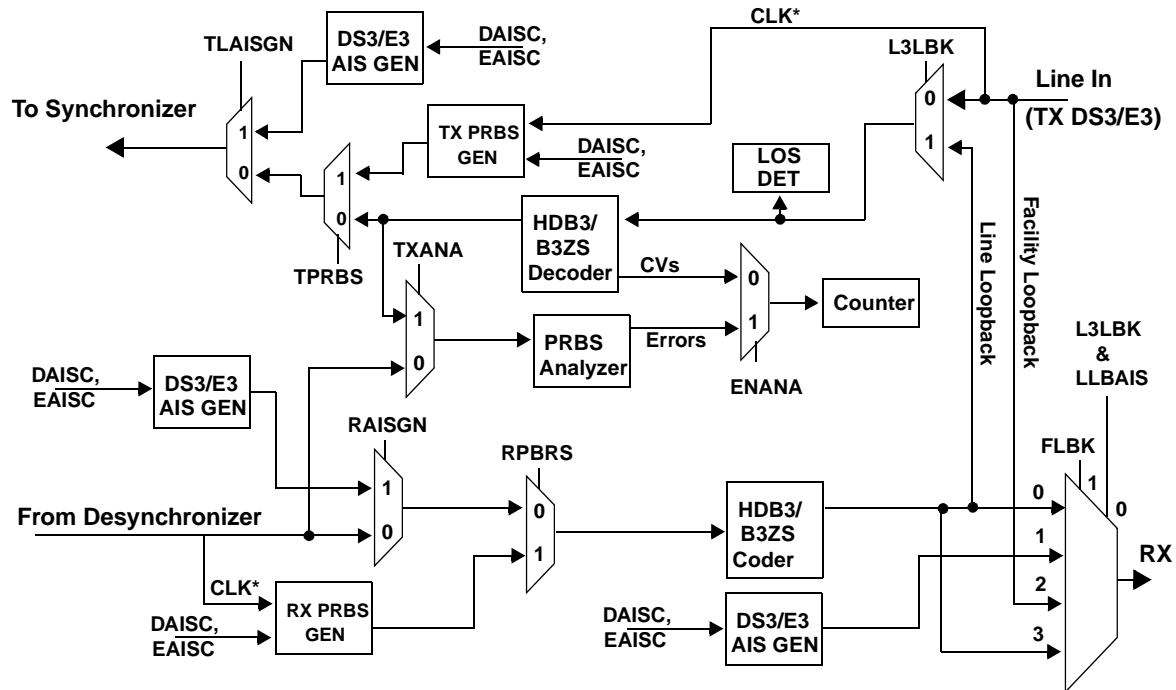 CLK*
TLAISGN
DS3/E3
AIS GEN
DAISC,
EAISC
L3LBK
Line In
(TX DS3/E3)
To Synchronizer
1
0
TX PRBS
GEN
DAISC,
EAISC
0
1
LOS
DET
1
0
TPRBS
TXANA
HDB3/
B3ZS
Decoder
CVs
0
1
Counter
ENANA
Line Loopback
Facility Loopback
1
0
PRBS
Analyzer
Errors
L3LBK
&
LLBAIS
DAISC,
EAISC
DS3/E3
AIS GEN
RAISGN
1
0
RPBRS
0
1
FLBK
1
0
From Desynchronizer
HDB3/
B3ZS
Coder
0
1
2
3
RX
CLK*
DAISC,
EAISC
RX PRBS
GEN
DAISC,
EAISC
DS3/E3
AIS GEN